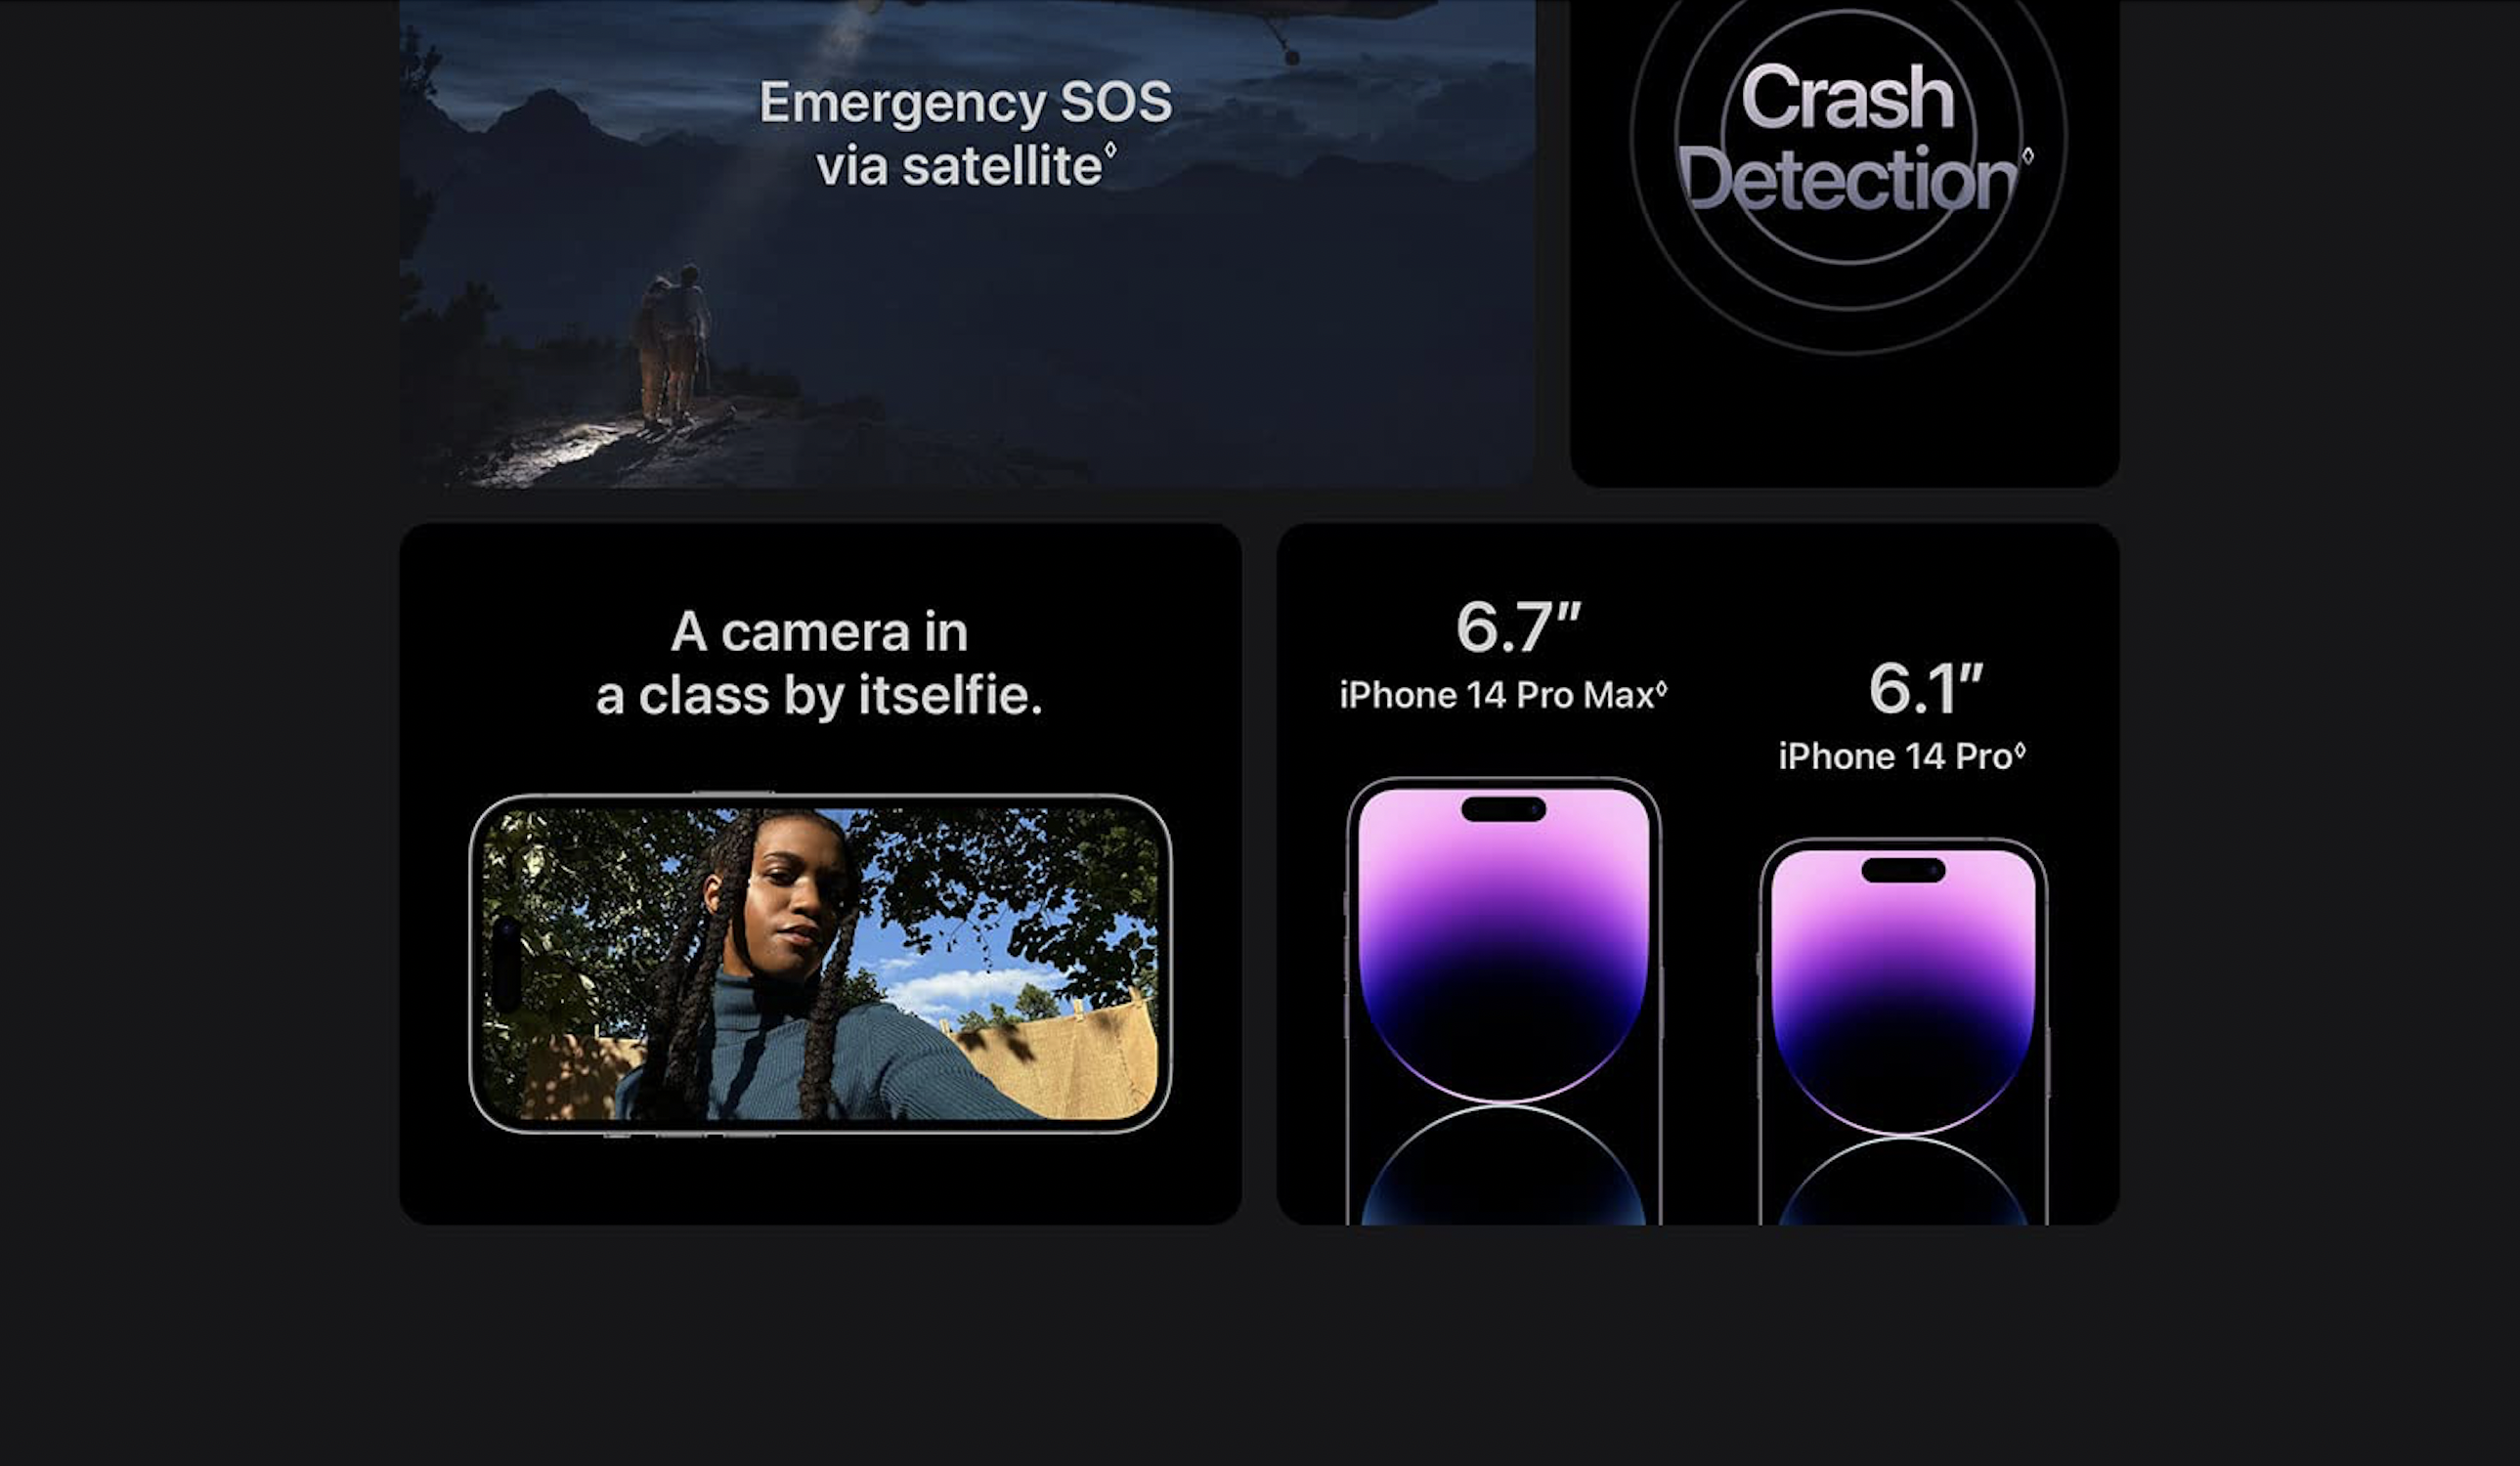 Emergency SOS
via satellite◊
Crash
Detection◊
A camera in
a class by itselfie.
6.7″
iPhone 14 Pro Max◊
6.1″
iPhone 14 Pro◊